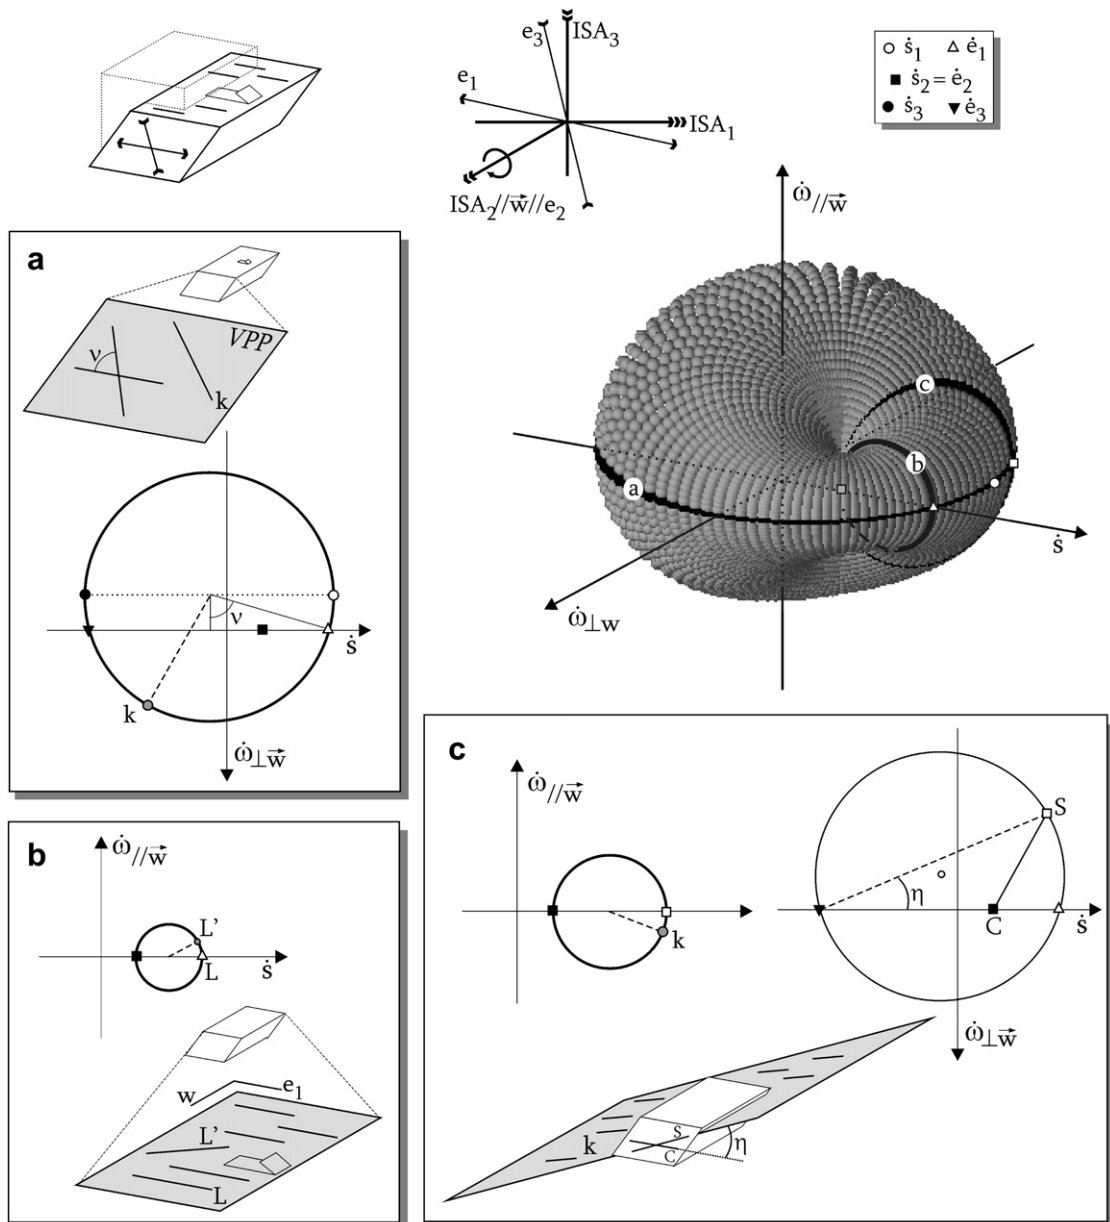 e₃
ISA₃
e₁
ISA₁
ISA₂//w⃗//e₂
ṡ₁ ė₁
ṡ₂ = ė₂
ṡ₃ ė₃
ω̇//w⃗
c
b
a
ṡ
ω̇⊥w
a
VPP
ν
k
ν
ṡ
k
ω̇⊥w⃗
b
ω̇//w⃗
L'
L
ṡ
w
e₁
L'
L
c
ω̇//w⃗
k
S
η
C
ṡ
ω̇⊥w⃗
k
S
C
η